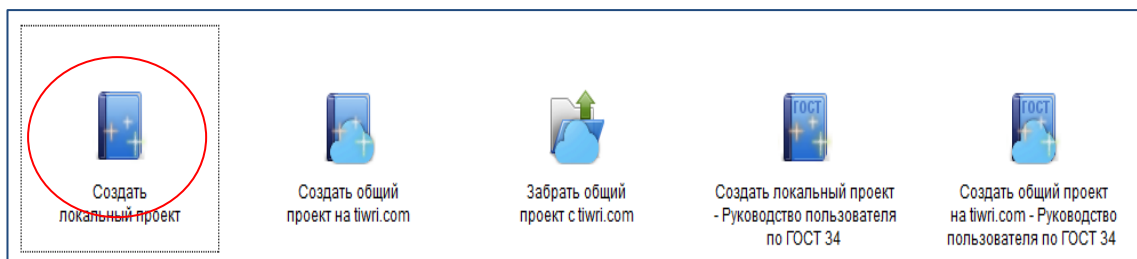 ГОСТ
ГОСТ
Создать
локальный проект
Создать общий
проект на tiwri.com
Забрать общий
проект с tiwri.com
Создать локальный проект
- Руководство пользователя
по ГОСТ 34
Создать общий проект
на tiwri.com - Руководство
пользователя по ГОСТ 34